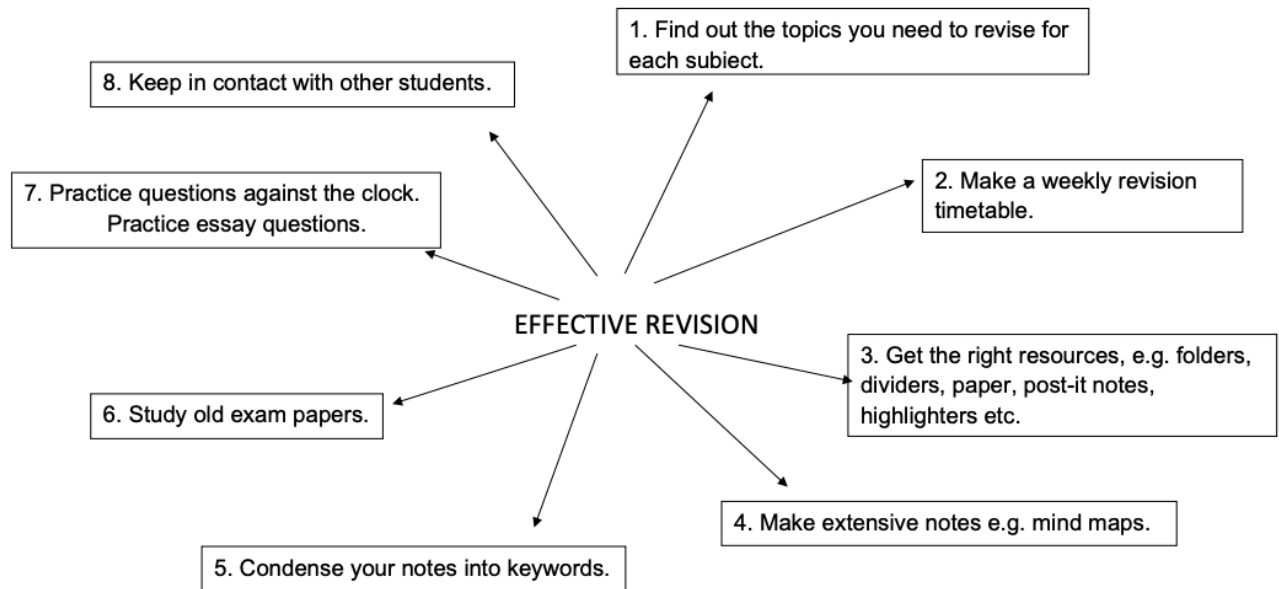 1. Find out the topics you need to revise for
each subiect.
8. Keep in contact with other students.
7. Practice questions against the clock.
Practice essay questions.
2. Make a weekly revision
timetable.
EFFECTIVE REVISION
3. Get the right resources, e.g. folders,
dividers, paper, post-it notes,
highlighters etc.
6. Study old exam papers.
4. Make extensive notes e.g. mind maps.
5. Condense your notes into keywords.